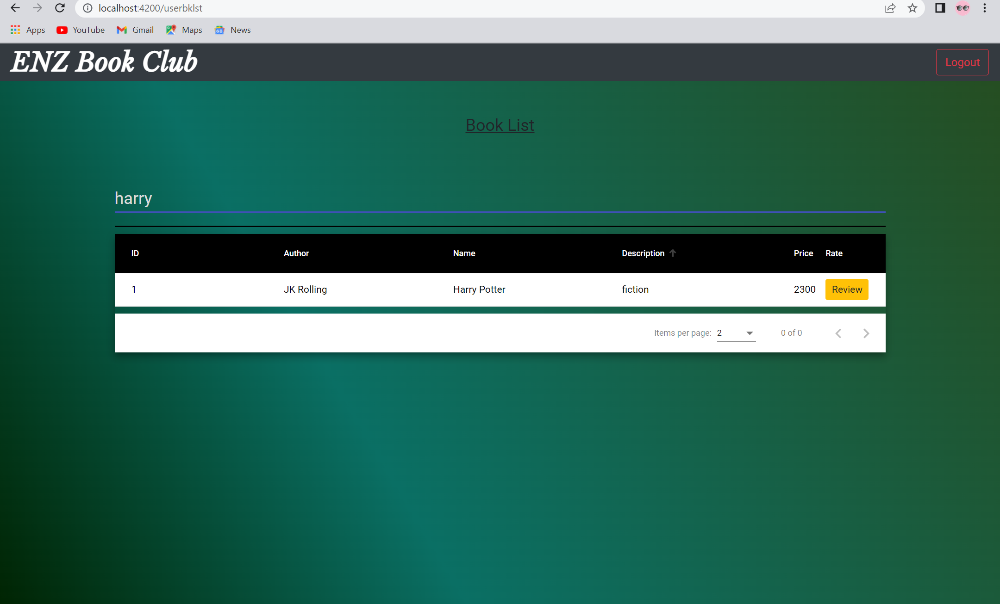 localhost:4200/userbklst
Apps YouTube Gmail Maps News
ENZ Book Club Logout
Book List
harry
ID Author Name Description Price Rate
1 JK Rolling Harry Potter fiction 2300 Review
Items per page: 2 0 of 0